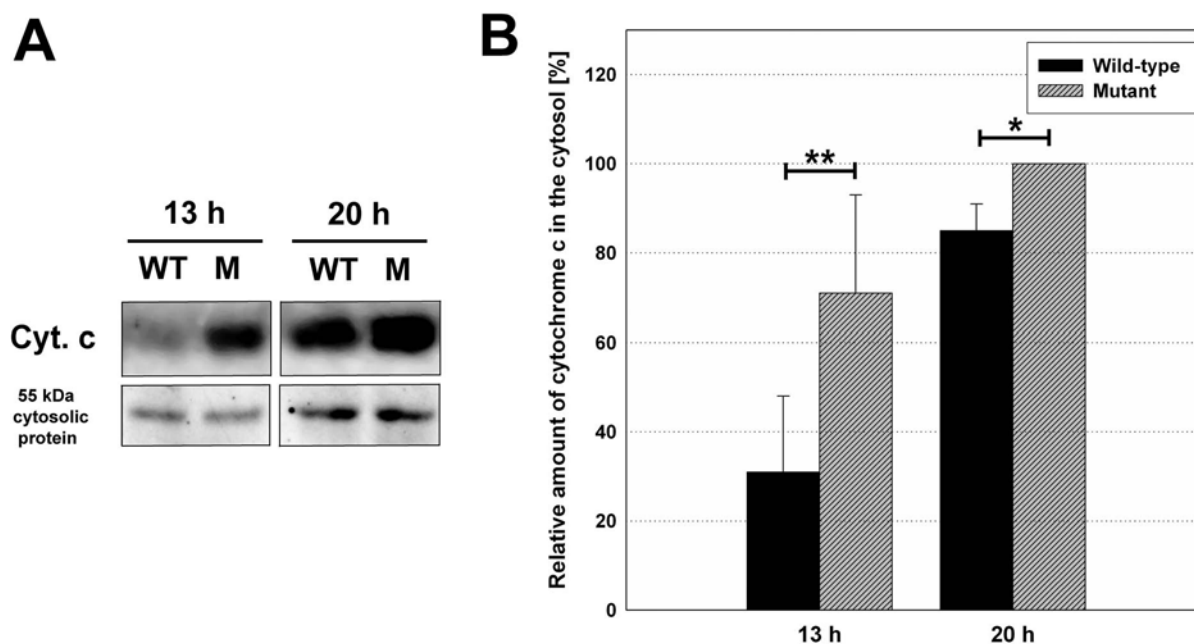 A
13 h
20 h
WT M
WT M
Cyt. c
55 kDa
cytosolic
protein
B
Relative amount of cytochrome c in the cytosol [%]
120
100
80
60
40
20
0
Wild-type
Mutant
**
*
13 h
20 h